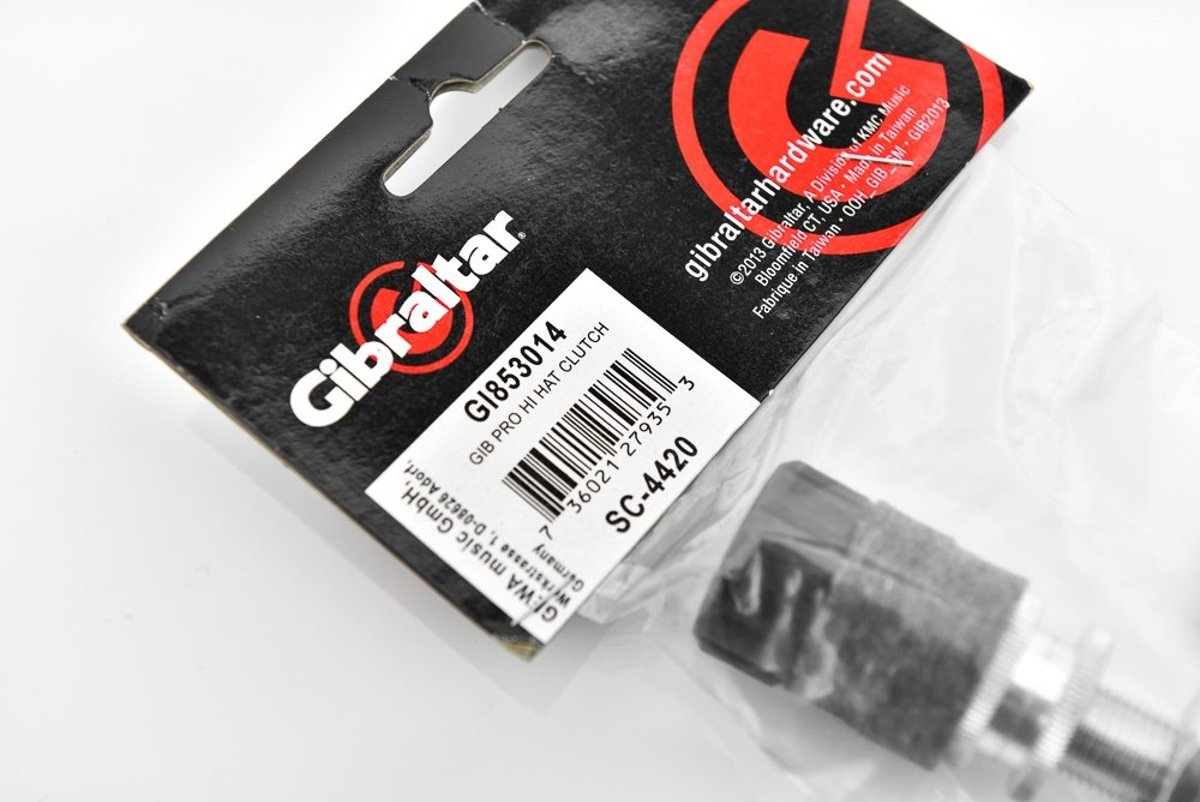 Gibraltar®
gibraltarhardware.com
©2013 Gibraltar, A Division of KMC Music
Bloomfield CT, USA • Made in Taiwan
Fabrique in Taiwan • OOH_GIB_SM • GIB2013
GI853014
GIB PRO HI HAT CLUTCH
7 36021 27935 3
SC-4420
GEWA music GmbH,
Werkstrasse 1, D-08626 Adorf,
Germany